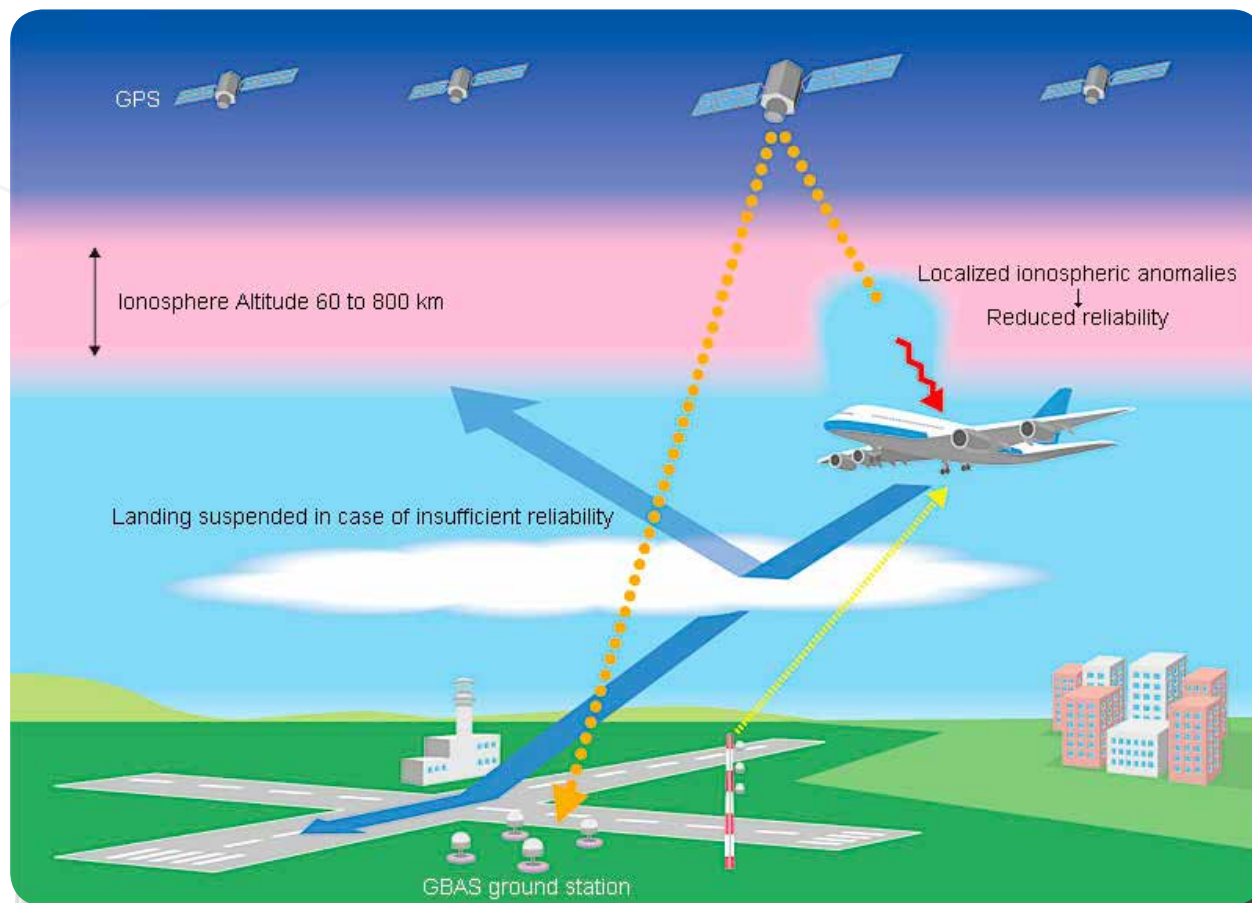 GPS
Localized ionospheric anomalies
↓
Reduced reliability
Ionosphere Altitude 60 to 800 km
Landing suspended in case of insufficient reliability
GBAS ground station